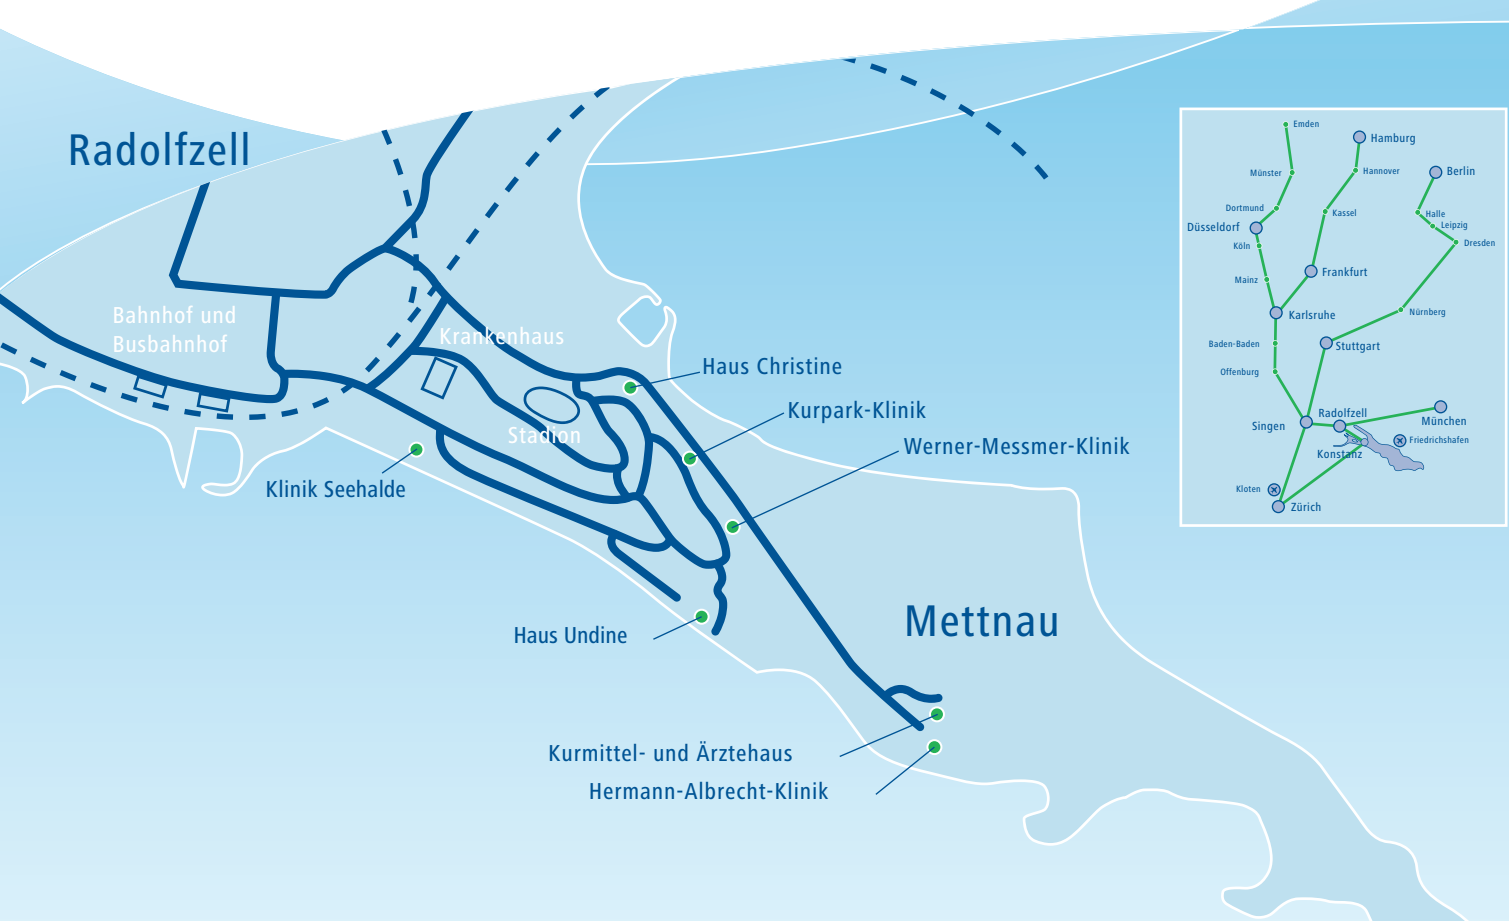 Radolfzell
Bahnhof und
Busbahnhof
Krankenhaus
Stadion
Haus Christine
Kurpark-Klinik
Werner-Messmer-Klinik
Klinik Seehalde
Haus Undine
Mettnau
Kurmittel- und Ärztehaus
Hermann-Albrecht-Klinik
Emden
Hamburg
Münster
Hannover
Berlin
Dortmund
Kassel
Halle
Leipzig
Düsseldorf
Dresden
Köln
Mainz
Frankfurt
Karlsruhe
Nürnberg
Baden-Baden
Stuttgart
Offenburg
Radolfzell
München
Singen
Friedrichshafen
Konstanz
Kloten
Zürich